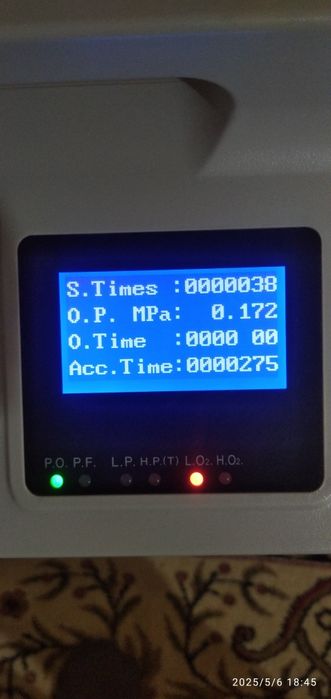 S.Times :0000038
O.P. MPa: 0.172
O.Time :0000 00
Acc.Time:0000275
P.O. P.F. L.P. H.P.(T) L.O₂. H.O₂.
2025/5/6 18:45